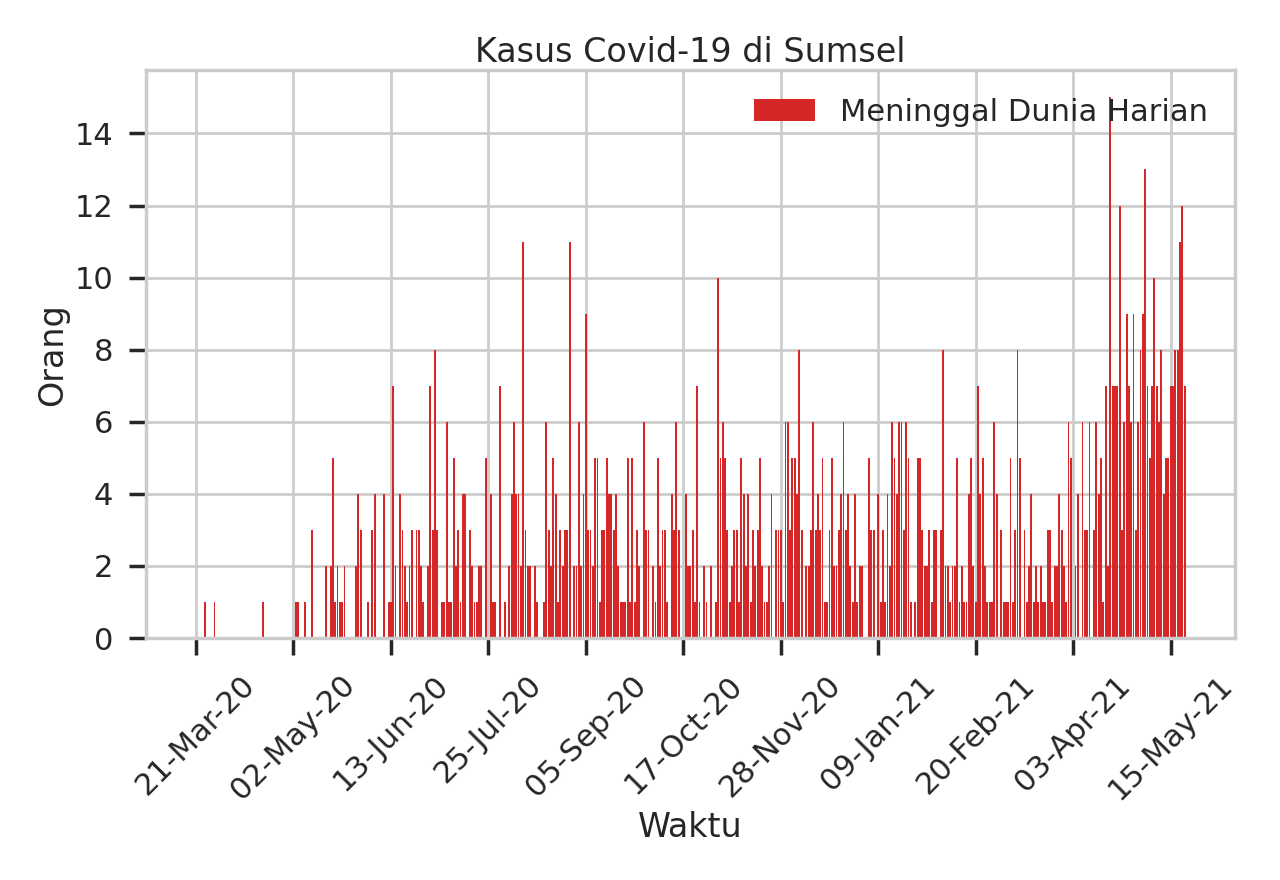 Kasus Covid-19 di Sumsel
Meninggal Dunia Harian
14
12
10
8
6
4
2
0
Orang
21-Mar-20
02-May-20
13-Jun-20
25-Jul-20
05-Sep-20
17-Oct-20
28-Nov-20
09-Jan-21
20-Feb-21
03-Apr-21
15-May-21
Waktu